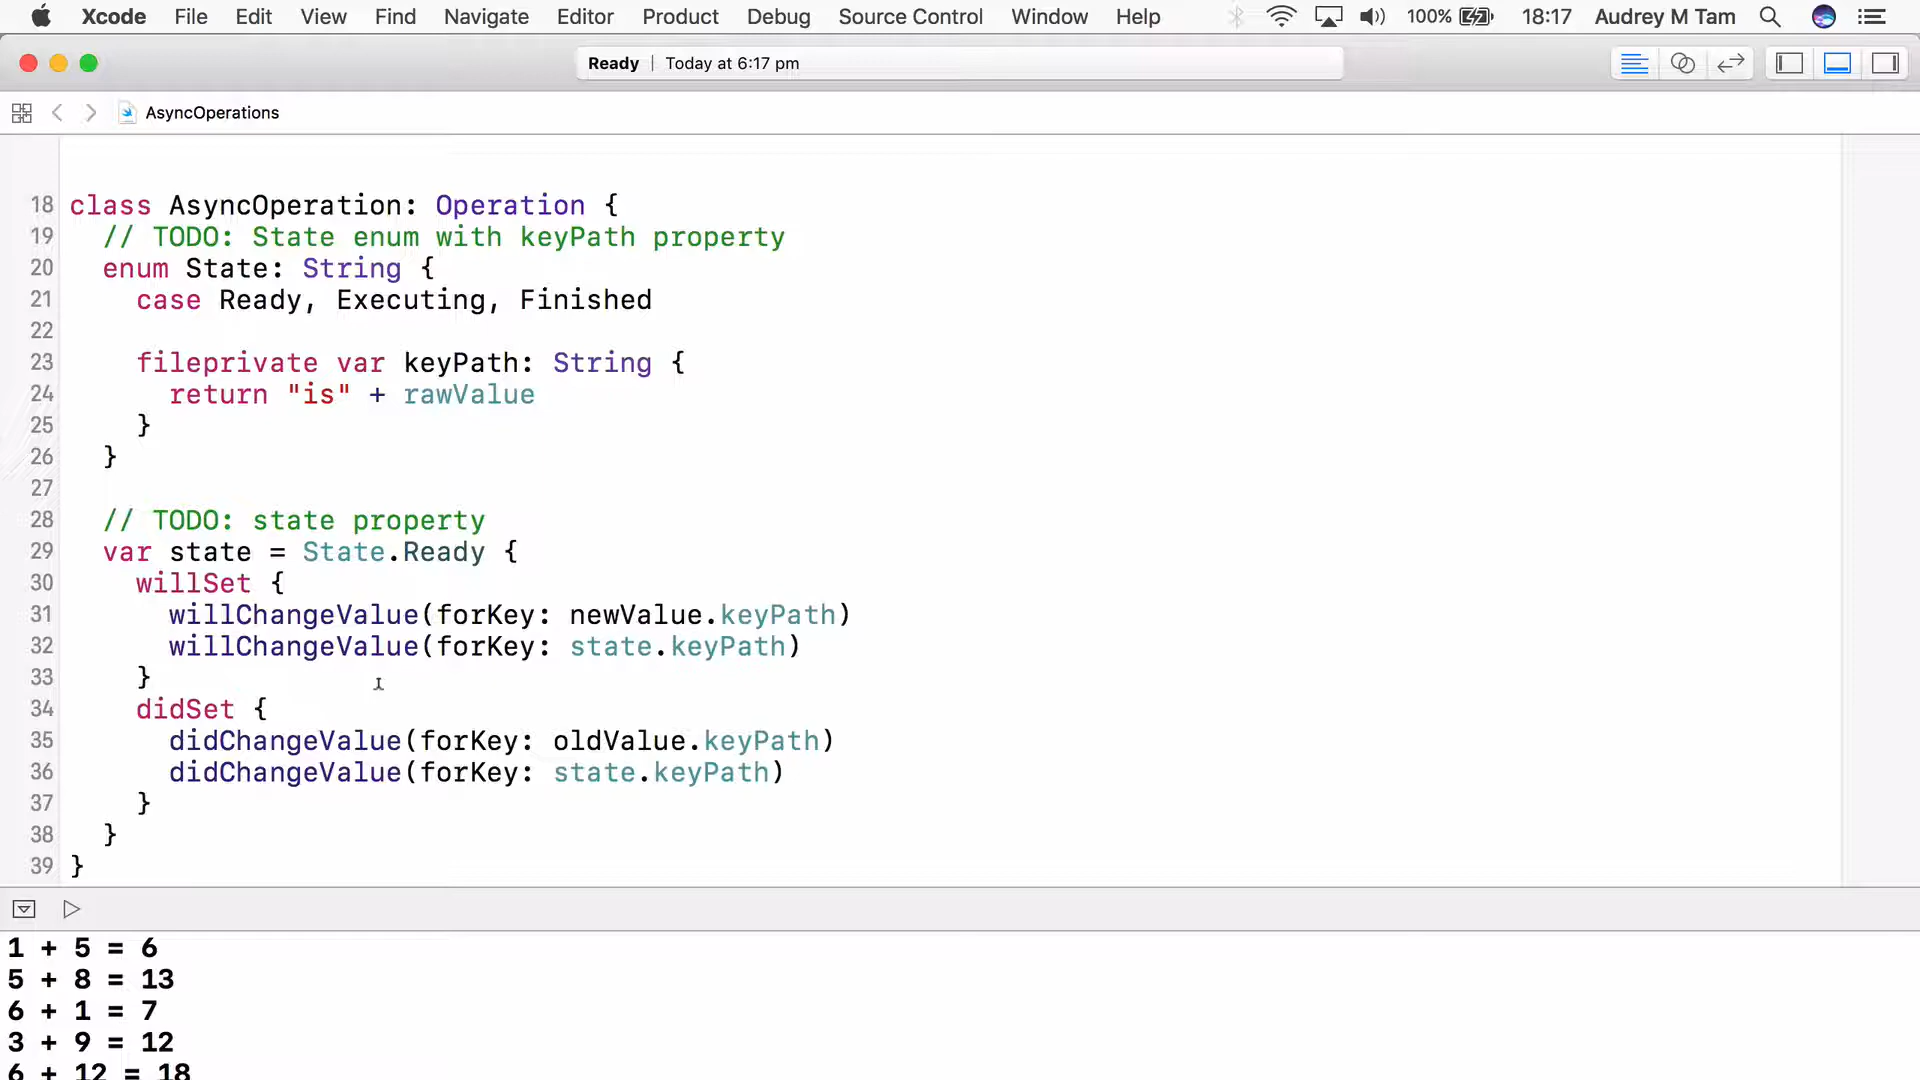 Xcode File Edit View Find Navigate Editor Product Debug Source Control Window Help 100% 18:17 Audrey M Tam
Ready | Today at 6:17 pm
AsyncOperations
18 class AsyncOperation: Operation {
19 // TODO: State enum with keyPath property
20 enum State: String {
21 case Ready, Executing, Finished
22
23 fileprivate var keyPath: String {
24 return "is" + rawValue
25 }
26 }
27
28 // TODO: state property
29 var state = State.Ready {
30 willSet {
31 willChangeValue(forKey: newValue.keyPath)
32 willChangeValue(forKey: state.keyPath)
33 }
34 didSet {
35 didChangeValue(forKey: oldValue.keyPath)
36 didChangeValue(forKey: state.keyPath)
37 }
38 }
39 }
1 + 5 = 6
5 + 8 = 13
6 + 1 = 7
3 + 9 = 12
6 + 12 = 18